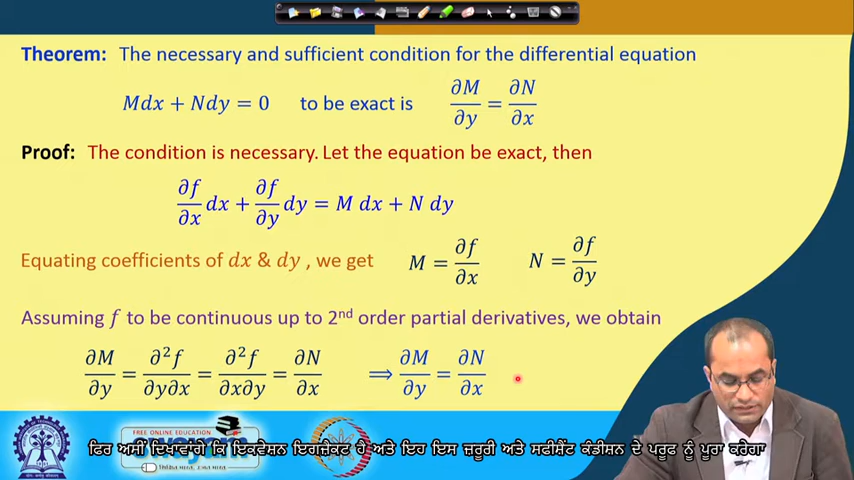 Theorem: The necessary and sufficient condition for the differential equation
Mdx + Ndy = 0 to be exact is ∂M/∂y = ∂N/∂x
Proof: The condition is necessary. Let the equation be exact, then
∂f/∂x dx + ∂f/∂y dy = M dx + N dy
Equating coefficients of dx & dy , we get M = ∂f/∂x N = ∂f/∂y
Assuming f to be continuous up to 2nd order partial derivatives, we obtain
∂M/∂y = ∂²f/∂y∂x = ∂²f/∂x∂y = ∂N/∂x ⟹ ∂M/∂y = ∂N/∂x
FREE ONLINE EDUCATION
swayam
ਫਿਰ ਅਸੀਂ ਦਿਖਾਵਾਂਗੇ ਕਿ ਇਕਵੇਸ਼ਨ ਇਗਜ਼ੈਕਟ ਹੈ ਅਤੇ ਇਹ ਇਸ ਜ਼ਰੂਰੀ ਅਤੇ ਸਫੀਸ਼ੈਂਟ ਕੰਡੀਸ਼ਨ ਦੇ ਪਰੂਫ ਨੂੰ ਪੂਰਾ ਕਰੇਗਾ